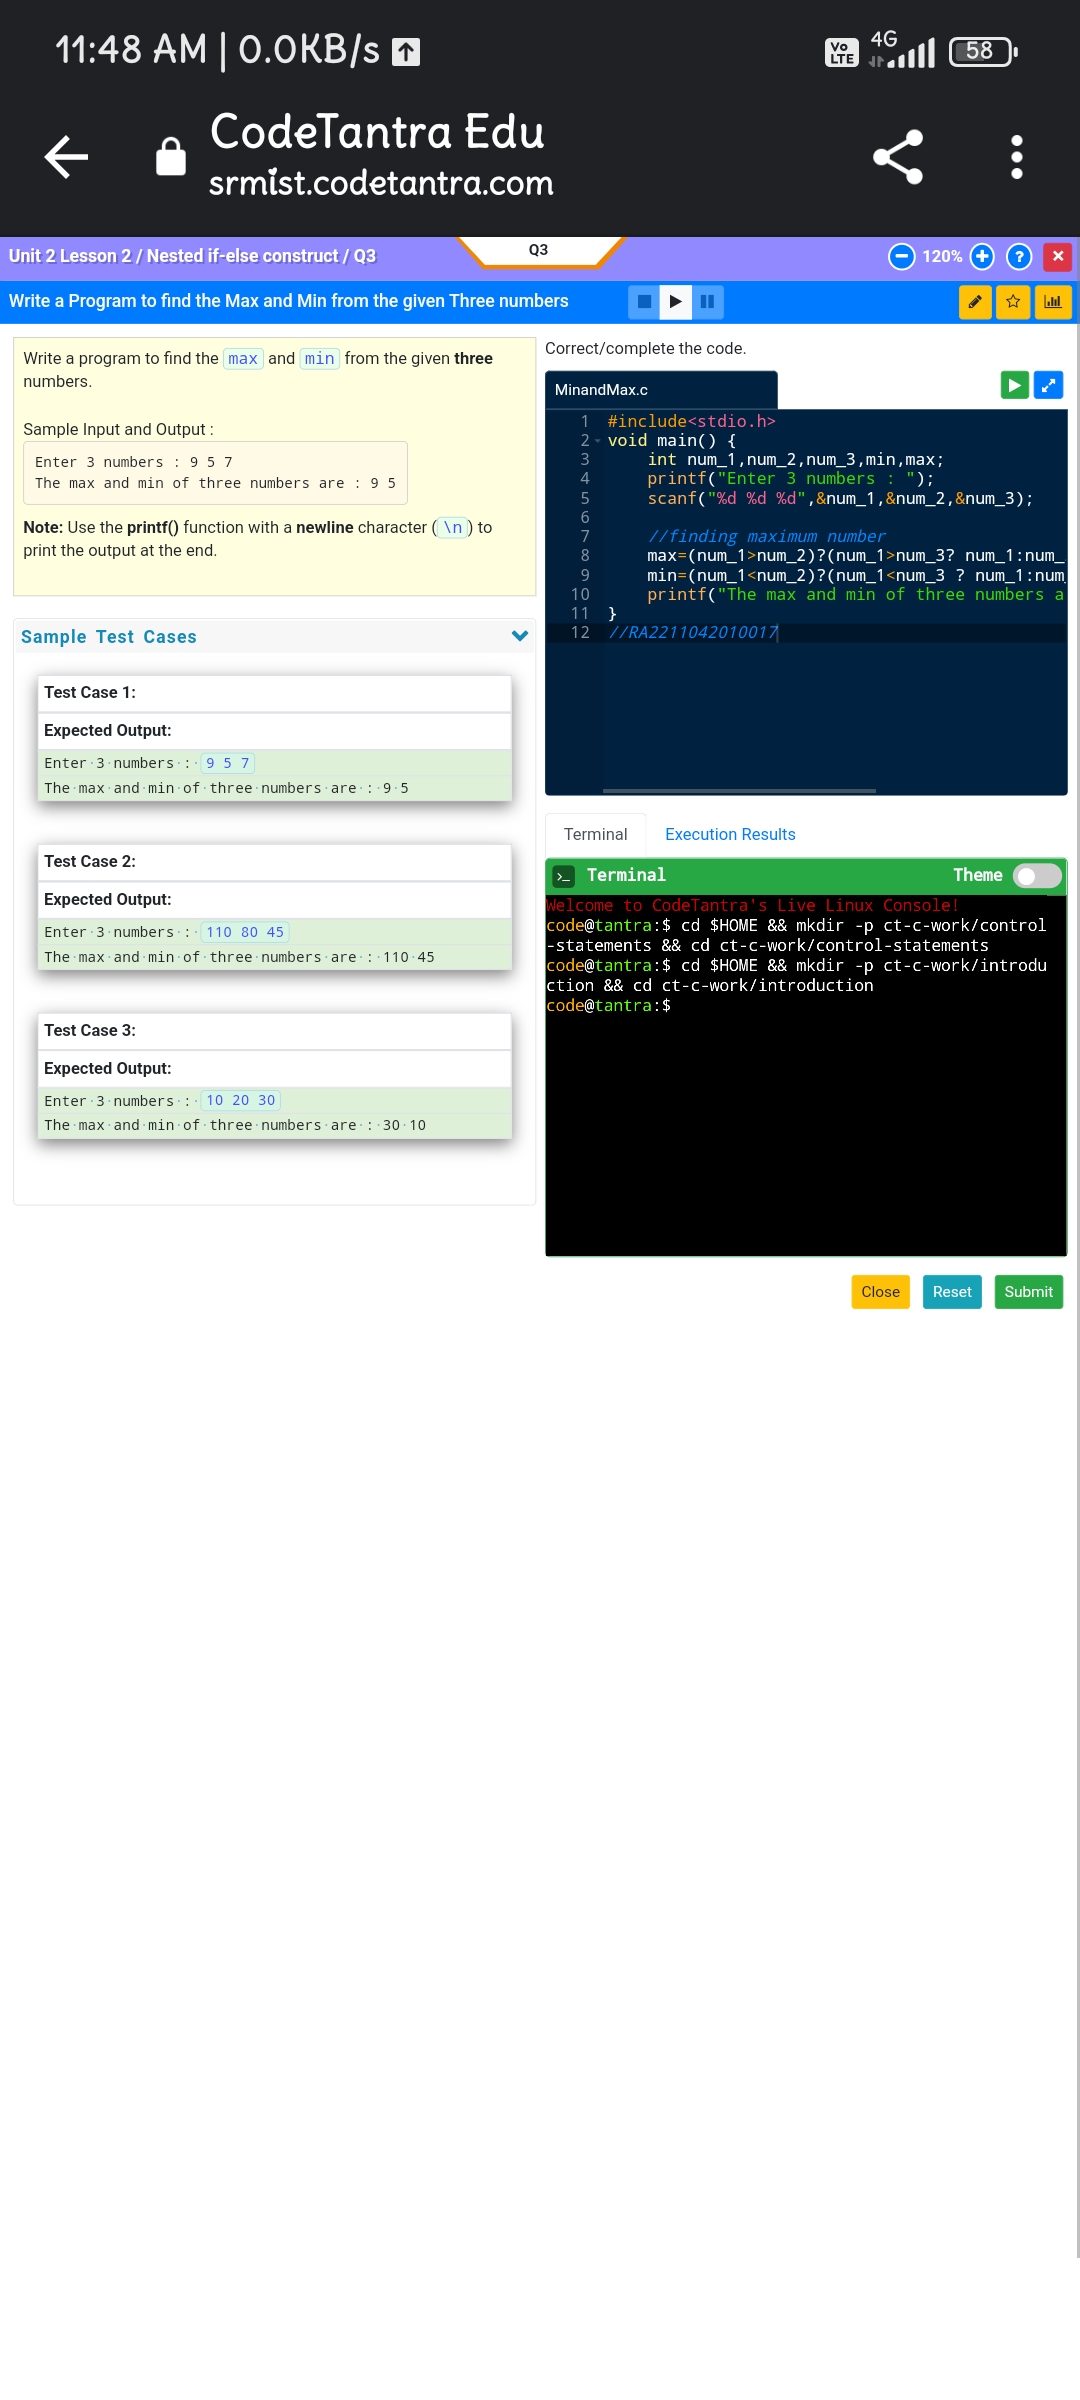 11:48 AM | 0.0KB/s
Vo LTE 4G 58
CodeTantra Edu
srmist.codetantra.com
Unit 2 Lesson 2 / Nested if-else construct / Q3
Q3
120%
Write a Program to find the Max and Min from the given Three numbers
Write a program to find the max and min from the given three
numbers.
Sample Input and Output :
Enter 3 numbers : 9 5 7
The max and min of three numbers are : 9 5
Note: Use the printf() function with a newline character ( \n ) to
print the output at the end.
Sample Test Cases
Test Case 1:
Expected Output:
Enter·3·numbers·:· 9 5 7
The·max·and·min·of·three·numbers·are·:·9·5
Test Case 2:
Expected Output:
Enter·3·numbers·:· 110 80 45
The·max·and·min·of·three·numbers·are·:·110·45
Test Case 3:
Expected Output:
Enter·3·numbers·:· 10 20 30
The·max·and·min·of·three·numbers·are·:·30·10
Correct/complete the code.
MinandMax.c
1 #include<stdio.h>
2 void main() {
3 int num_1,num_2,num_3,min,max;
4 printf("Enter 3 numbers : ");
5 scanf("%d %d %d",&num_1,&num_2,&num_3);
6
7 //finding maximum number
8 max=(num_1>num_2)?(num_1>num_3? num_1:num_
9 min=(num_1<num_2)?(num_1<num_3 ? num_1:num_
10 printf("The max and min of three numbers a
11 }
12 //RA2211042010017
Terminal
Execution Results
>_ Terminal
Theme
Welcome to CodeTantra's Live Linux Console!
code@tantra:$ cd $HOME && mkdir -p ct-c-work/control
-statements && cd ct-c-work/control-statements
code@tantra:$ cd $HOME && mkdir -p ct-c-work/introdu
ction && cd ct-c-work/introduction
code@tantra:$
Close
Reset
Submit